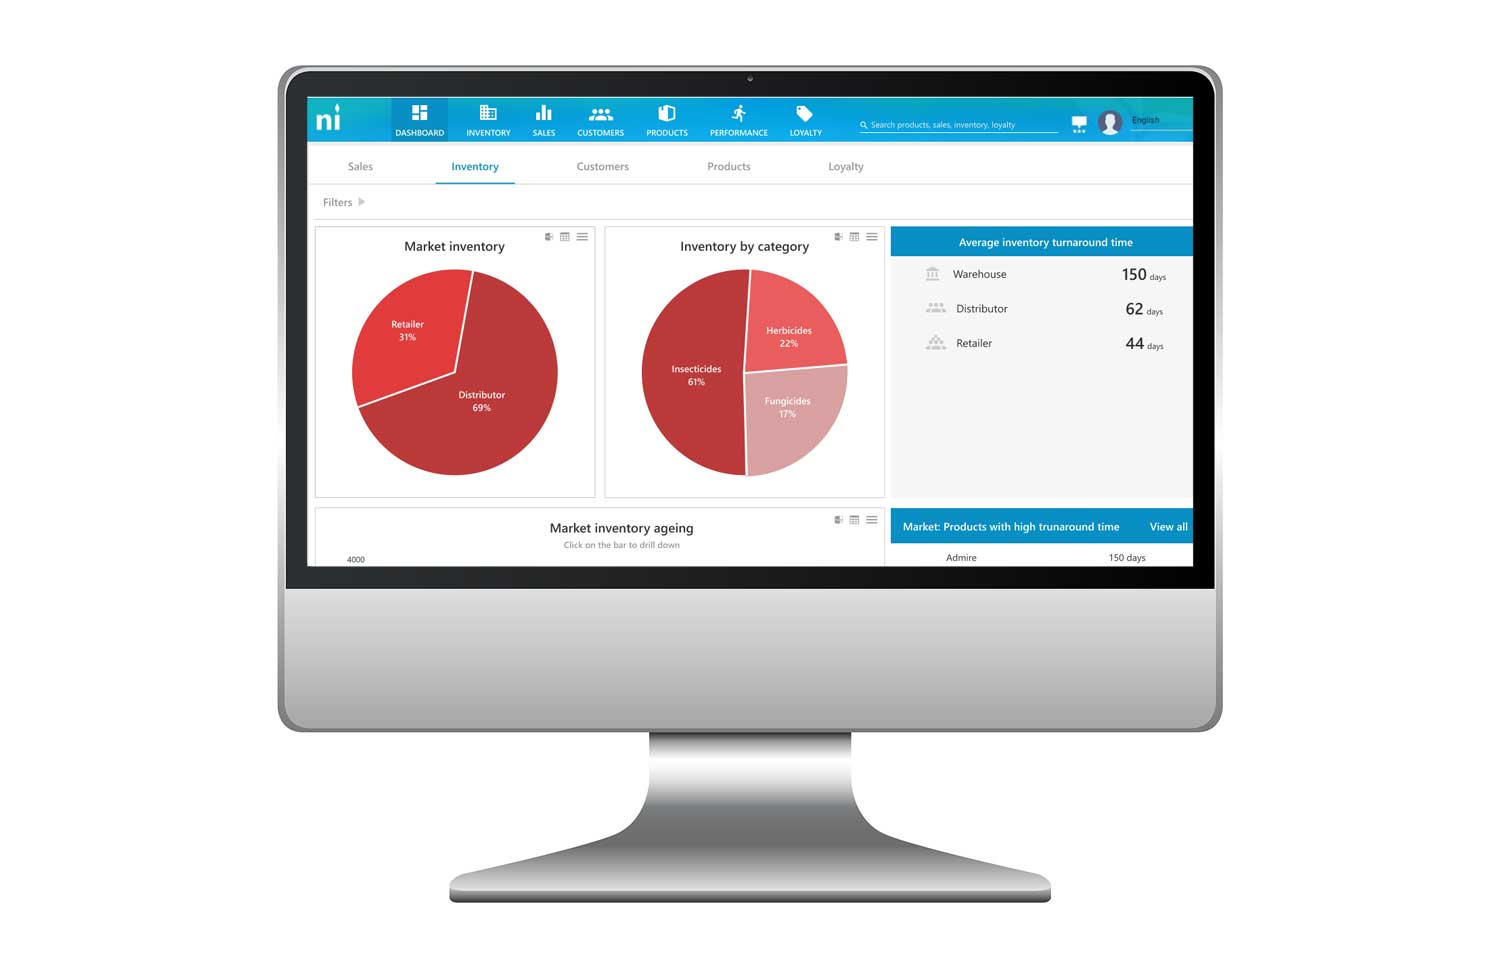 ni
DASHBOARD
INVENTORY
SALES
CUSTOMERS
PRODUCTS
PERFORMANCE
LOYALTY
Search products, sales, inventory, loyalty
English
Sales
Inventory
Customers
Products
Loyalty
Filters
Market inventory
Retailer
31%
Distributor
69%
Inventory by category
Herbicides
22%
Insecticides
61%
Fungicides
17%
Average inventory turnaround time
Warehouse 150 days
Distributor 62 days
Retailer 44 days
Market inventory ageing
Click on the bar to drill down
4000
Market: Products with high trunaround time View all
Admire 150 days